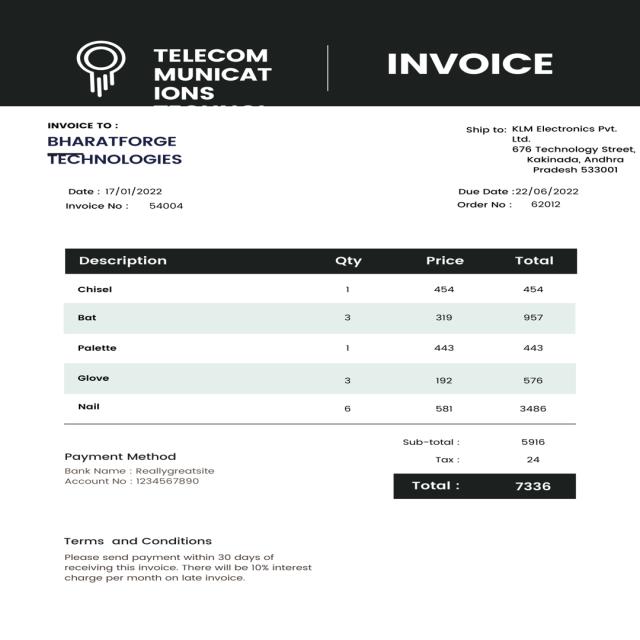 TELECOM
MUNICAT
IONS
INVOICE
INVOICE TO :
BHARATFORGE
TECHNOLOGIES
Ship to: KLM Electronics Pvt.
Ltd.
676 Technology Street,
Kakinada, Andhra
Pradesh 533001
Date : 17/01/2022
Invoice No : 54004
Due Date :22/06/2022
Order No : 62012
Description Qty Price Total
Chisel 1 454 454
Bat 3 319 957
Palette 1 443 443
Glove 3 192 576
Nail 6 581 3486
Sub-total : 5916
Tax : 24
Total : 7336
Payment Method
Bank Name : Reallygreatsite
Account No : 1234567890
Terms and Conditions
Please send payment within 30 days of
receiving this invoice. There will be 10% interest
charge per month on late invoice.